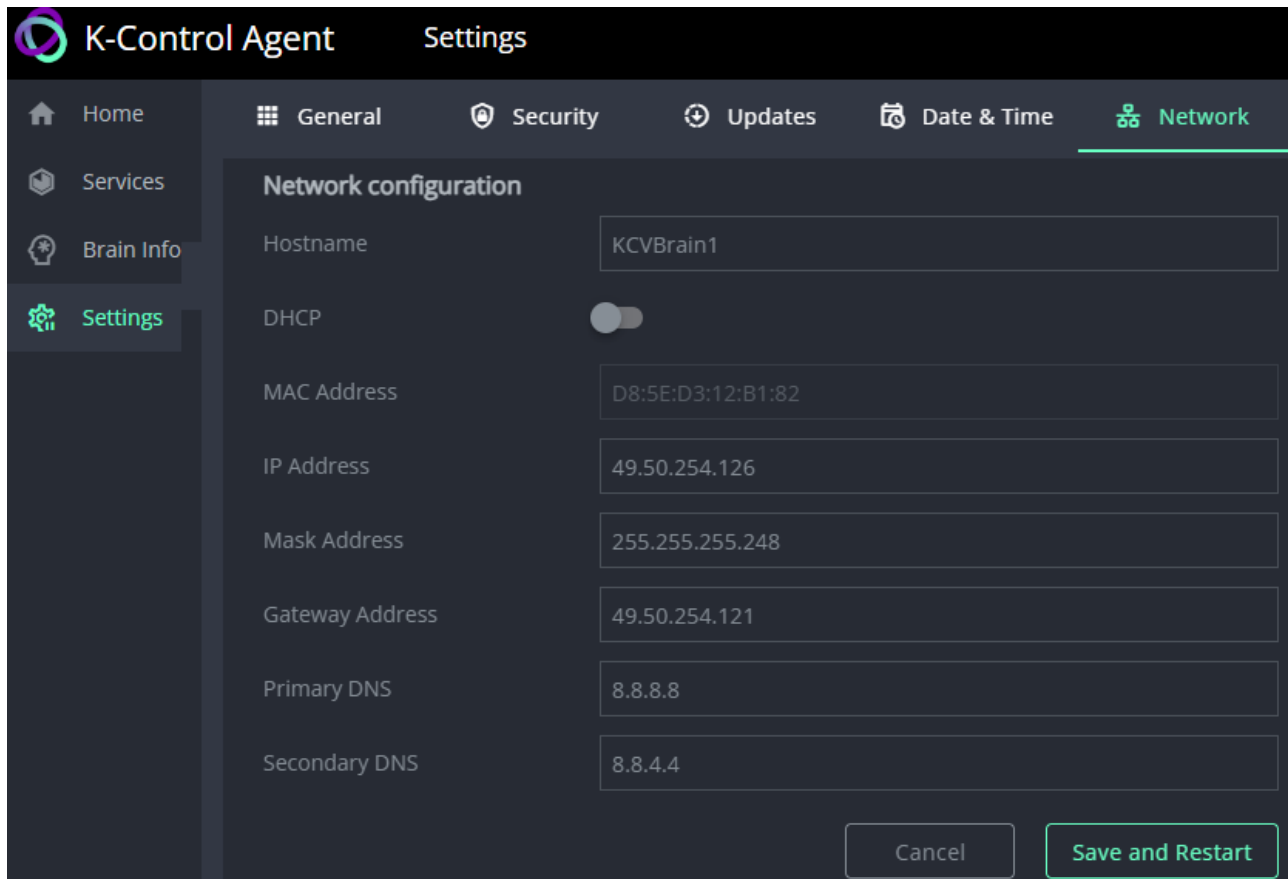 K-Control Agent Settings
Home
Services
Brain Info
Settings
General Security Updates Date & Time Network
Network configuration
Hostname KCVBrain1
DHCP
MAC Address D8:5E:D3:12:B1:82
IP Address 49.50.254.126
Mask Address 255.255.255.248
Gateway Address 49.50.254.121
Primary DNS 8.8.8.8
Secondary DNS 8.8.4.4
Cancel Save and Restart